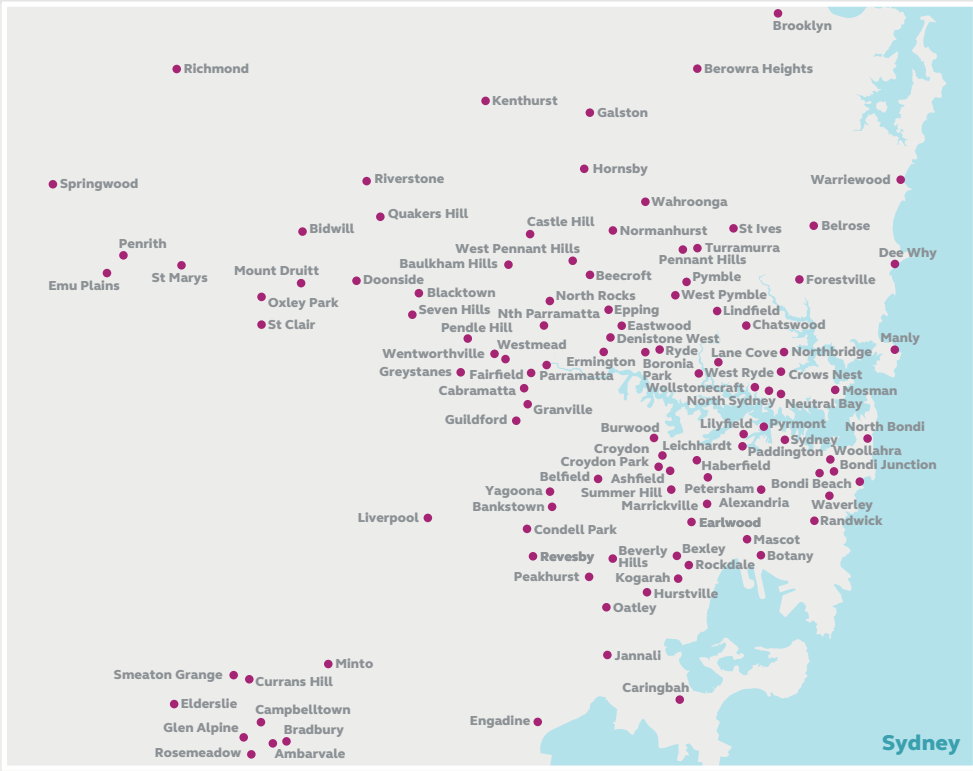 Brooklyn
Richmond
Berowra Heights
Kenthurst
Galston
Hornsby
Springwood
Riverstone
Warriewood
Wahroonga
Quakers Hill
Castle Hill
Bidwill
Normanhurst
St Ives
Belrose
Penrith
West Pennant Hills
Turramurra
Dee Way
Pennant Hills
Baulkham Hills
Mount Druitt
St Marys
Emu Plains
Doonside
Beecroft
Pymble
Forestville
Blacktown
Oxley Park
North Rocks
West Pymble
Seven Hills
Nth Parramatta
Epping
Lindfield
St Clair
Pendle Hill
Eastwood
Chatswood
Denistone West
Manly
Westmead
Wentworthville
Ermington
Boronia
Park
Ryde
Lane Cove
Northbridge
Greystanes
Fairfield
Parramatta
West Ryde
Crows Nest
Cabramatta
Wollstonecraft
Mosman
North Sydney
Neutral Bay
Granville
Guildford
Burwood
Lilyfield
Pyrmont
North Bondi
Croydon
Leichhardt
Sydney
Paddington
Woollahra
Croydon Park
Haberfield
Bondi Junction
Belfield
Ashfield
Bondi Beach
Yagoona
Summer Hill
Petersham
Bankstown
Marrickville
Alexandria
Waverley
Liverpool
Earlwood
Randwick
Condell Park
Mascot
Revesby
Beverly
Hills
Bexley
Botany
Rockdale
Peakhurst
Kogarah
Hurstville
Oatley
Jannali
Minto
Smeaton Grange
Currans Hill
Caringbah
Elderslie
Campbelltown
Engadine
Glen Alpine
Bradbury
Rosemeadow
Ambarvale
Sydney